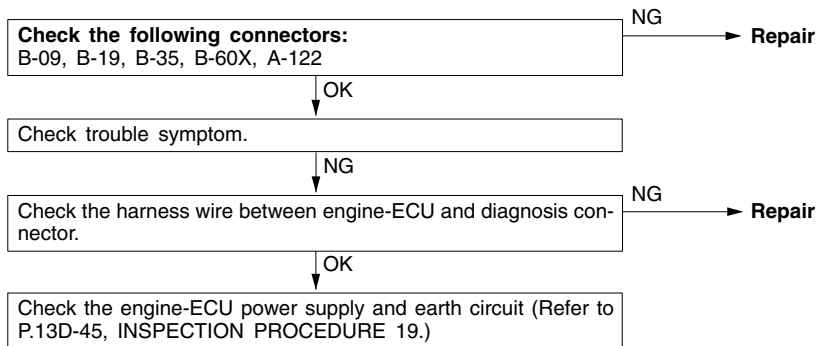 Check the following connectors:
B-09, B-19, B-35, B-60X, A-122
NG
Repair
OK
Check trouble symptom.
NG
Check the harness wire between engine-ECU and diagnosis con-
nector.
NG
Repair
OK
Check the engine-ECU power supply and earth circuit (Refer to
P.13D-45, INSPECTION PROCEDURE 19.)